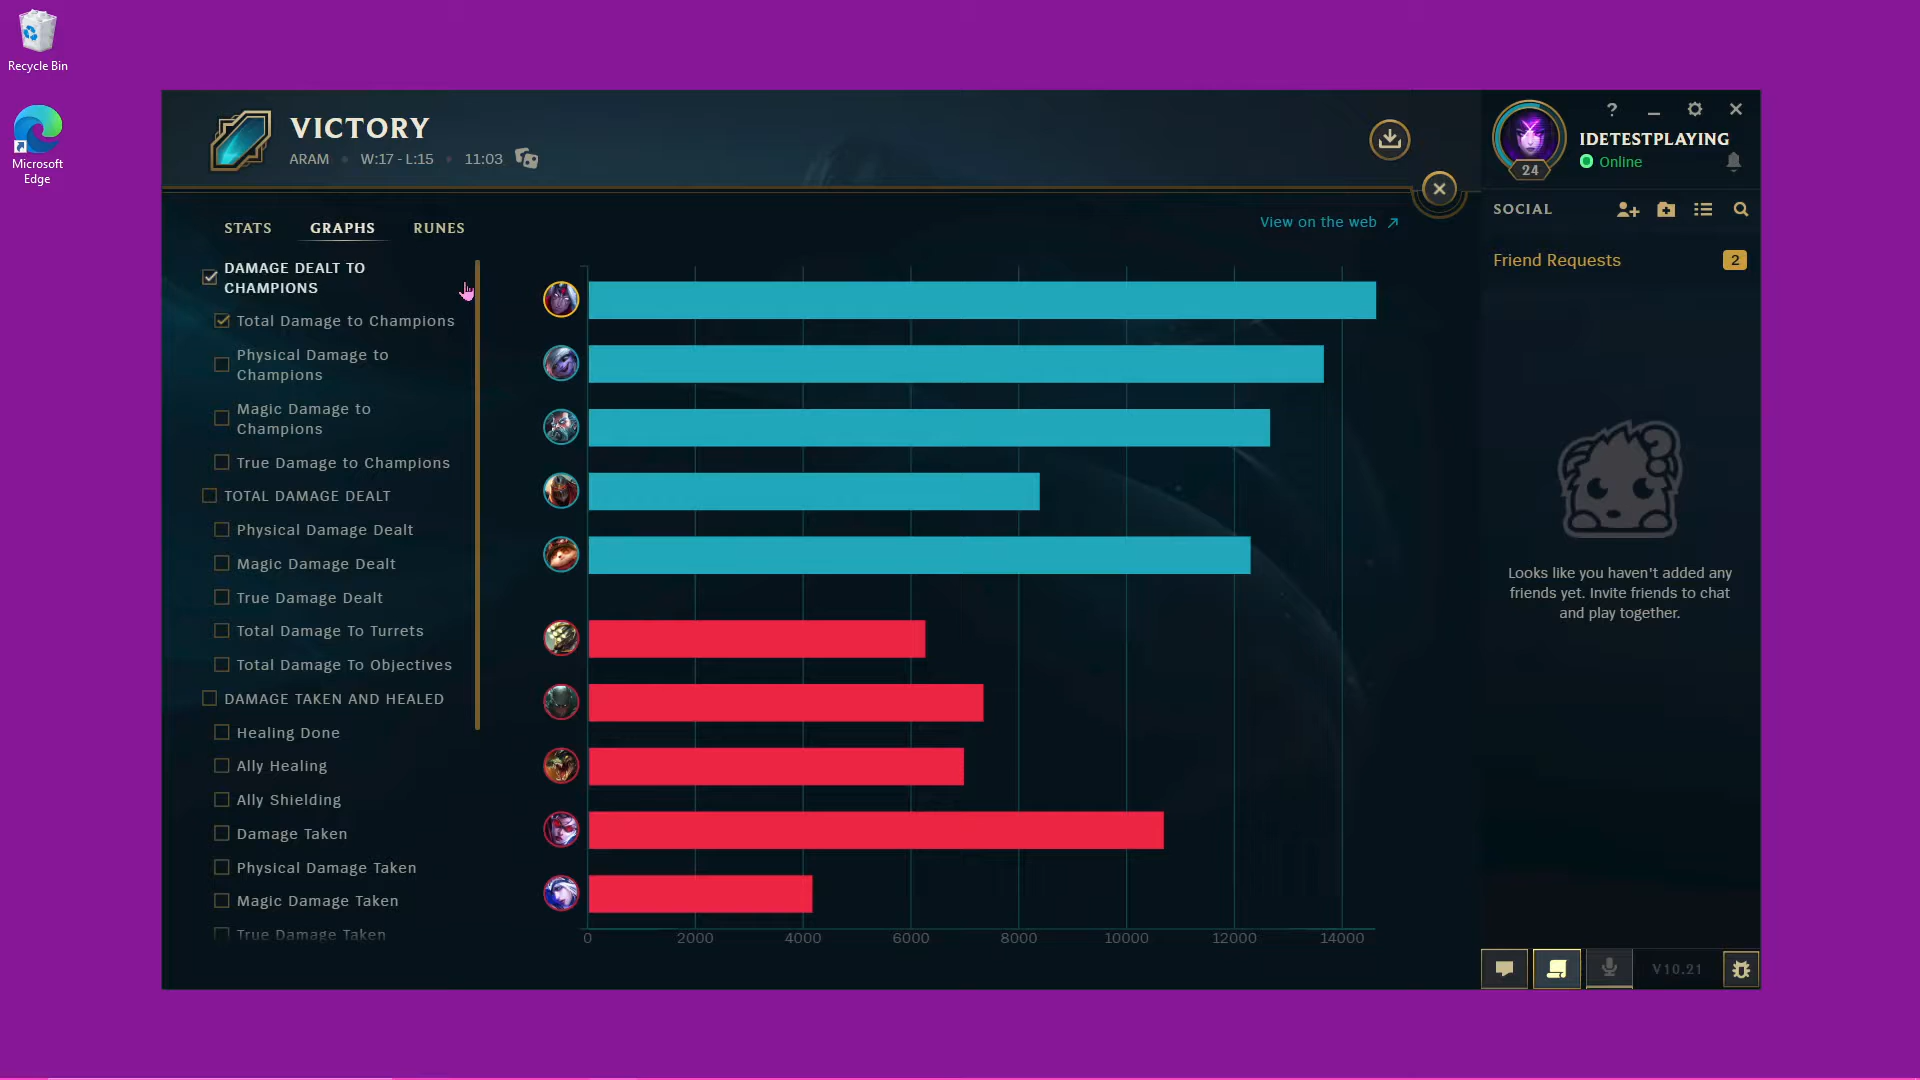 Recycle Bin
Microsoft
Edge
VICTORY
ARAM • W:17 - L:15 • 11:03
IDETESTPLAYING
Online
24
SOCIAL
STATS
GRAPHS
RUNES
View on the web
Friend Requests
2
DAMAGE DEALT TO
CHAMPIONS
Total Damage to Champions
Physical Damage to
Champions
Magic Damage to
Champions
True Damage to Champions
TOTAL DAMAGE DEALT
Physical Damage Dealt
Magic Damage Dealt
True Damage Dealt
Total Damage To Turrets
Total Damage To Objectives
DAMAGE TAKEN AND HEALED
Healing Done
Ally Healing
Ally Shielding
Damage Taken
Physical Damage Taken
Magic Damage Taken
True Damage Taken
0 2000 4000 6000 8000 10000 12000 14000
Looks like you haven't added any
friends yet. Invite friends to chat
and play together.
V10.21